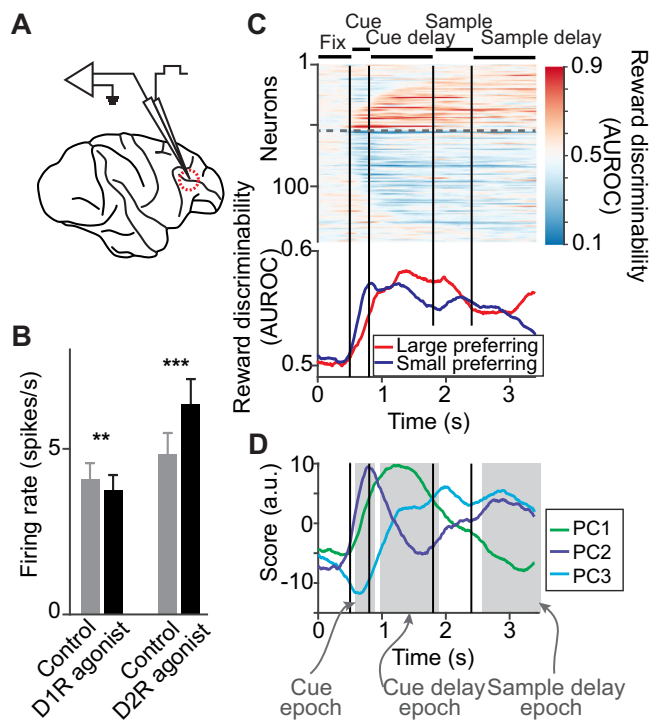 A
C
Cue
Sample
Fix
Cue delay
Sample delay
1
100
Neurons
0.9
0.5
0.1
Reward discriminability
(AUROC)
0.6
0.5
Reward discriminability
(AUROC)
Large preferring
Small preferring
0
1
2
3
Time (s)
B
***
**
5
0
Firing rate (spikes/s)
Control
D1R agonist
Control
D2R agonist
D
10
0
-10
Score (a.u.)
PC1
PC2
PC3
0
1
2
3
Time (s)
Cue
epoch
Cue delay
epoch
Sample delay
epoch